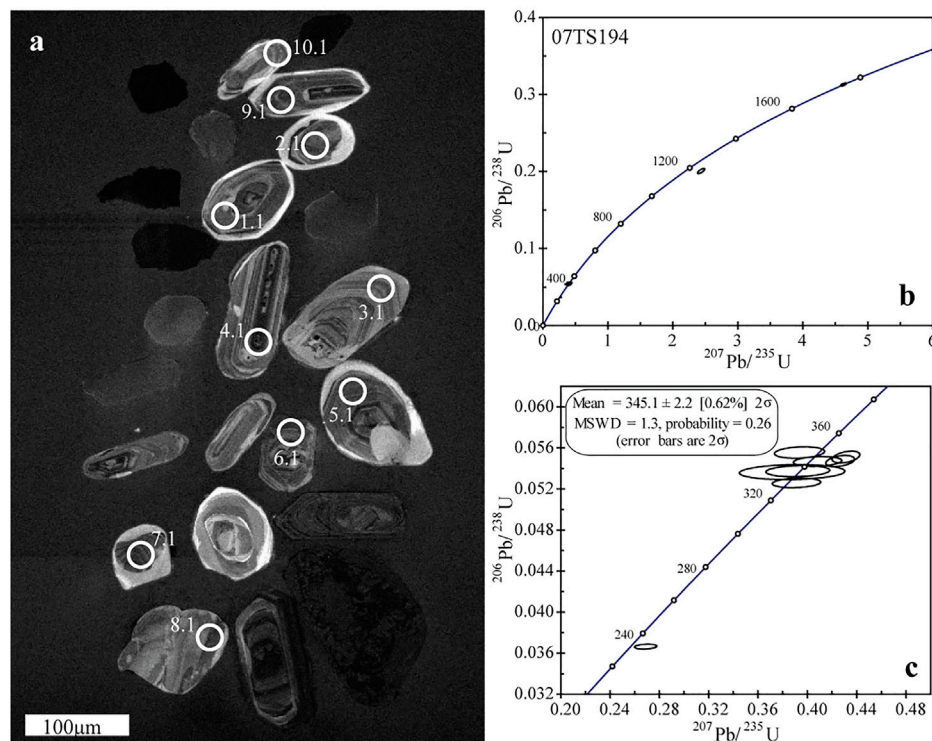 a
10.1
9.1
2.1
1.1
3.1
4.1
5.1
6.1
7.1
8.1
100μm
07TS194
0.4
0.3
0.2
0.1
0.0
400
800
1200
1600
0 1 2 3 4 5 6
206Pb/238U
207Pb/235U
b
Mean = 345.1 ± 2.2 [0.62%] 2σ
MSWD = 1.3, probability = 0.26
(error bars are 2σ)
0.060
0.056
0.052
0.048
0.044
0.040
0.036
0.032
360
320
280
240
0.20 0.24 0.28 0.32 0.36 0.40 0.44 0.48
206Pb/238U
207Pb/235U
c